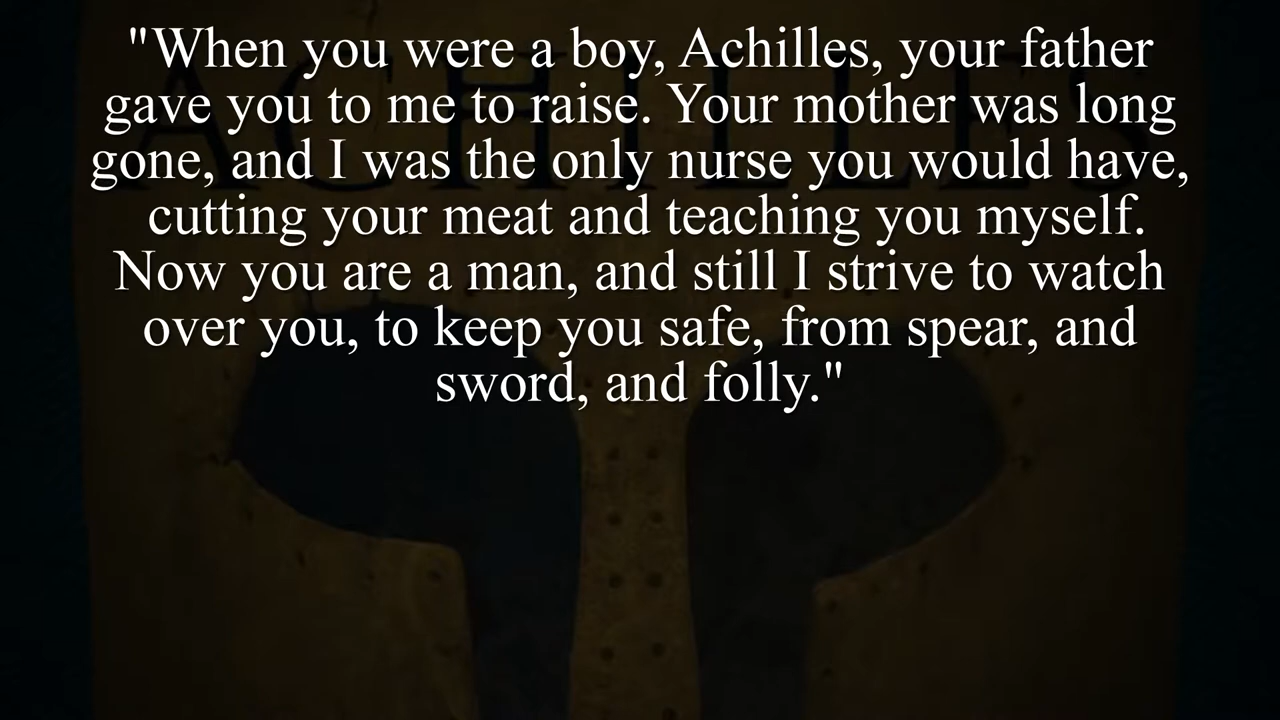 ACHILLES
"When you were a boy, Achilles, your father
gave you to me to raise. Your mother was long
gone, and I was the only nurse you would have,
cutting your meat and teaching you myself.
Now you are a man, and still I strive to watch
over you, to keep you safe, from spear, and
sword, and folly."